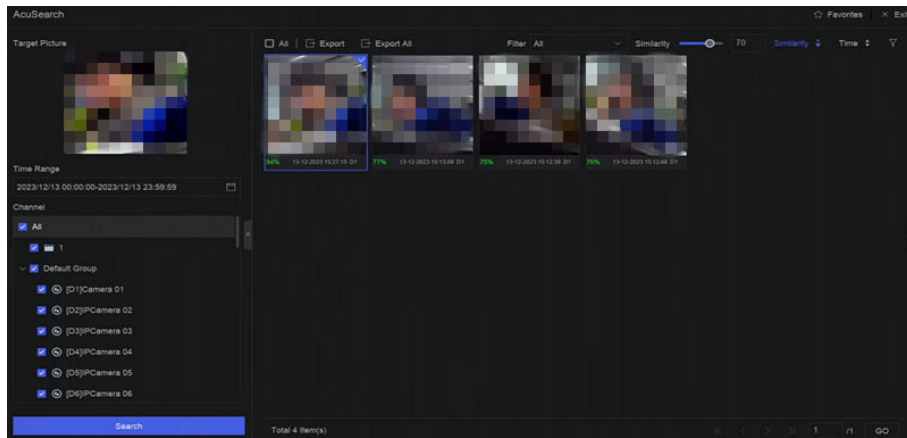 AcuSearch
Favorites
Exi
Target Picture
All
Export
Export All
Filter All
Similarity
70
Similarity
Time
94% 13-12-2023 15:27:15 D1
77% 13-12-2023 15:13:09 D1
75% 13-12-2023 15:12:39 D1
75% 13-12-2023 15:12:46 D1
Time Range
2023/12/13 00:00:00-2023/12/13 23:59:59
Channel
All
1
Default Group
[D1]Camera 01
[D2]IPCamera 02
[D3]IPCamera 03
[D4]IPCamera 04
[D5]IPCamera 05
[D6]IPCamera 06
Search
Total 4 Item(s)
1
/1
GO